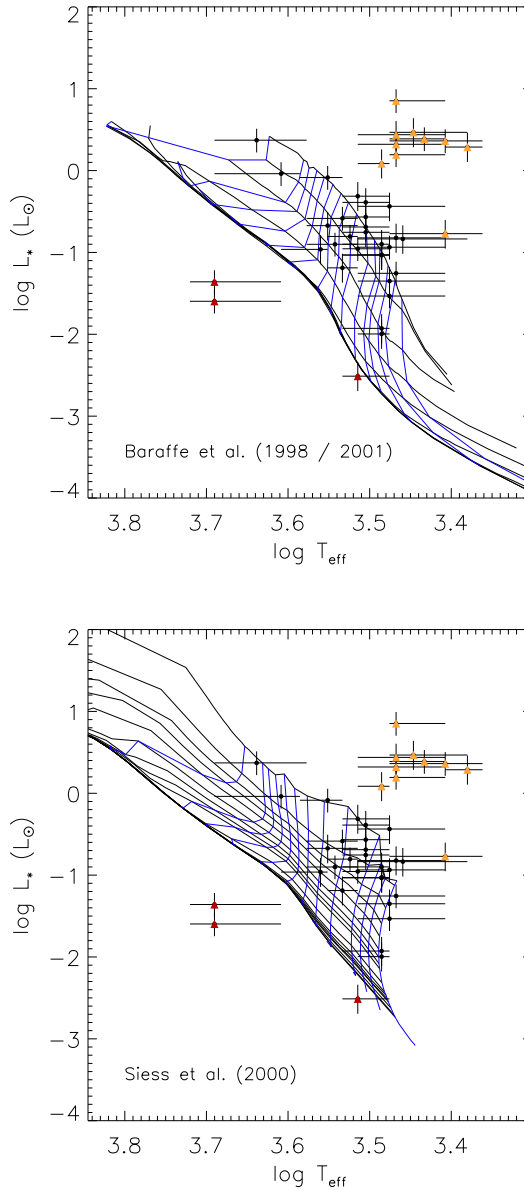 2
1
0
−1
−2
−3
−4
log L* (L⊙)
3.8 3.7 3.6 3.5 3.4
log Teff
Baraffe et al. (1998 / 2001)
2
1
0
−1
−2
−3
−4
log L* (L⊙)
3.8 3.7 3.6 3.5 3.4
log Teff
Siess et al. (2000)